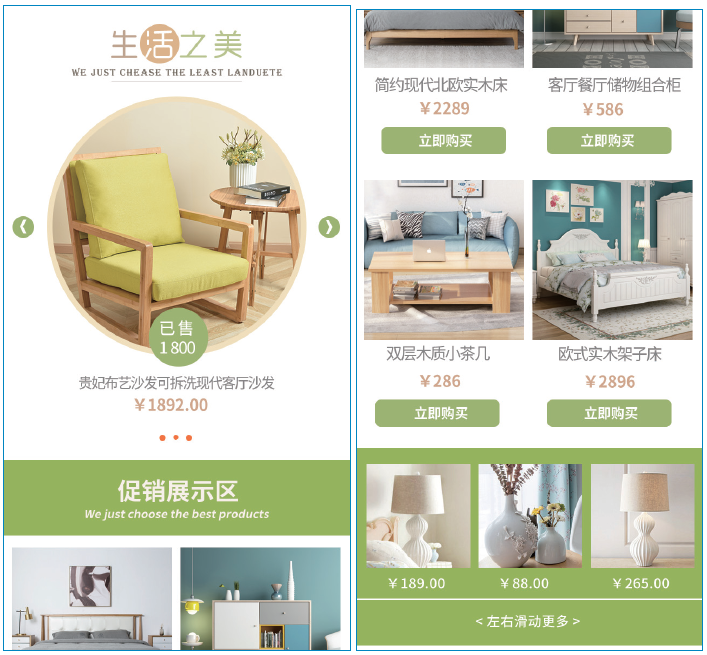 生活之美
WE JUST CHEASE THE LEAST LANDUETE
已售
1800
贵妃布艺沙发可拆洗现代客厅沙发
￥1892.00
促销展示区
We just choose the best products
简约现代北欧实木床 客厅餐厅储物组合柜
￥2289 ￥586
立即购买 立即购买
双层木质小茶几 欧式实木架子床
￥286 ￥2896
立即购买 立即购买
￥189.00 ￥88.00 ￥265.00
< 左右滑动更多 >